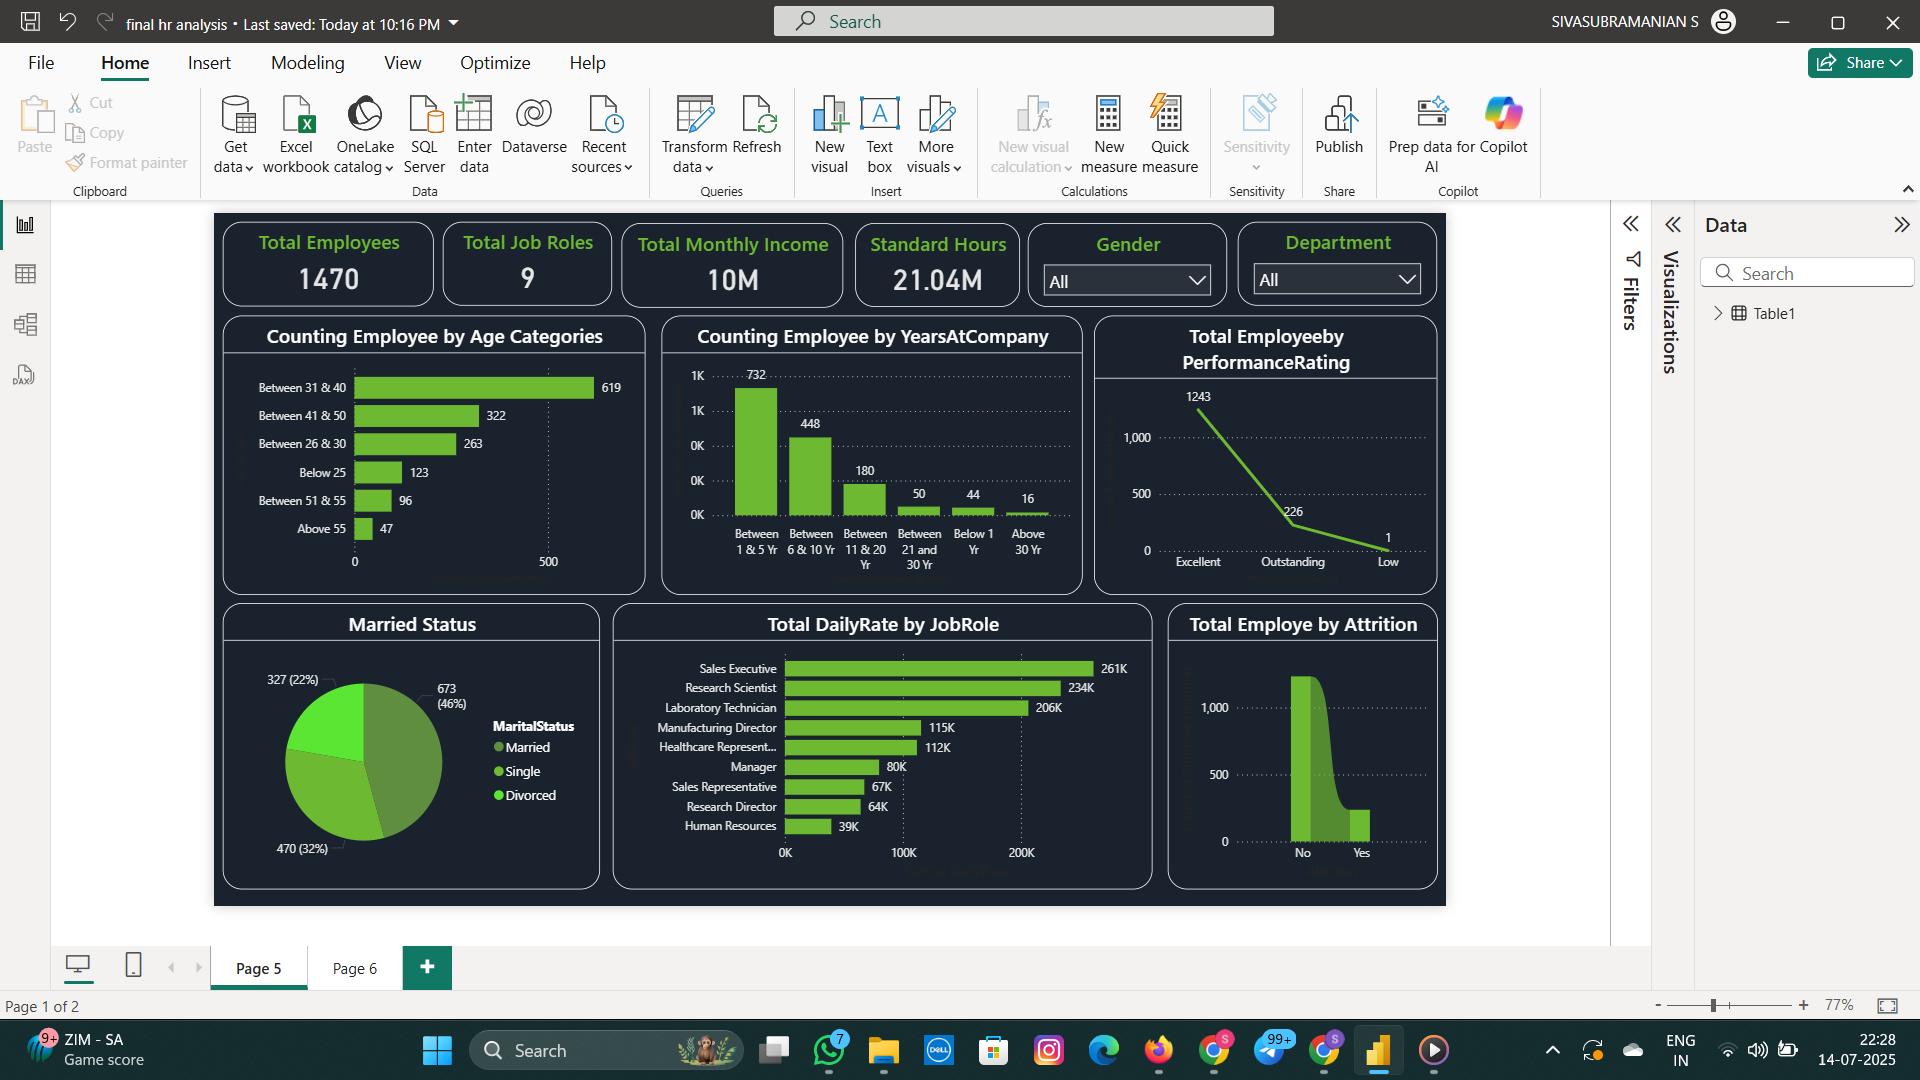 final hr analysis • Last saved: Today at 10:16 PM
Search
SIVASUBRAMANIAN S
File
Home
Insert
Modeling
View
Optimize
Help
Share
Paste
Cut
Copy
Format painter
Clipboard
Get data
Excel workbook
OneLake catalog
SQL Server
Enter data
Dataverse
Recent sources
Data
Transform data
Refresh
Queries
New visual
Text box
More visuals
Insert
New visual calculation
New measure
Quick measure
Calculations
Sensitivity
Sensitivity
Publish
Share
Prep data for AI
Copilot
Copilot
Total Employees
1470
Total Job Roles
9
Total Monthly Income
10M
Standard Hours
21.04M
Gender
All
Department
All
Counting Employee by Age Categories
Between 31 & 40
619
Between 41 & 50
322
Between 26 & 30
263
Below 25
123
Between 51 & 55
96
Above 55
47
0
500
Counting Employee by YearsAtCompany
1K
1K
0K
0K
0K
732
448
180
50
44
16
Between 1 & 5 Yr
Between 6 & 10 Yr
Between 11 & 20 Yr
Between 21 and 30 Yr
Below 1 Yr
Above 30 Yr
Total Employeeby
PerformanceRating
1243
1,000
500
226
1
0
Excellent
Outstanding
Low
Married Status
327 (22%)
673
(46%)
470 (32%)
MaritalStatus
Married
Single
Divorced
Total DailyRate by JobRole
Sales Executive
261K
Research Scientist
234K
Laboratory Technician
206K
Manufacturing Director
115K
Healthcare Represent...
112K
Manager
80K
Sales Representative
67K
Research Director
64K
Human Resources
39K
0K
100K
200K
Total Employe by Attrition
1,000
500
0
No
Yes
Filters
Visualizations
Data
Search
Table1
DAX
Page 5
Page 6
Page 1 of 2
77%
9+
ZIM - SA
Game score
Search
7
DELL
S
99+
S
ENG
IN
22:28
14-07-2025